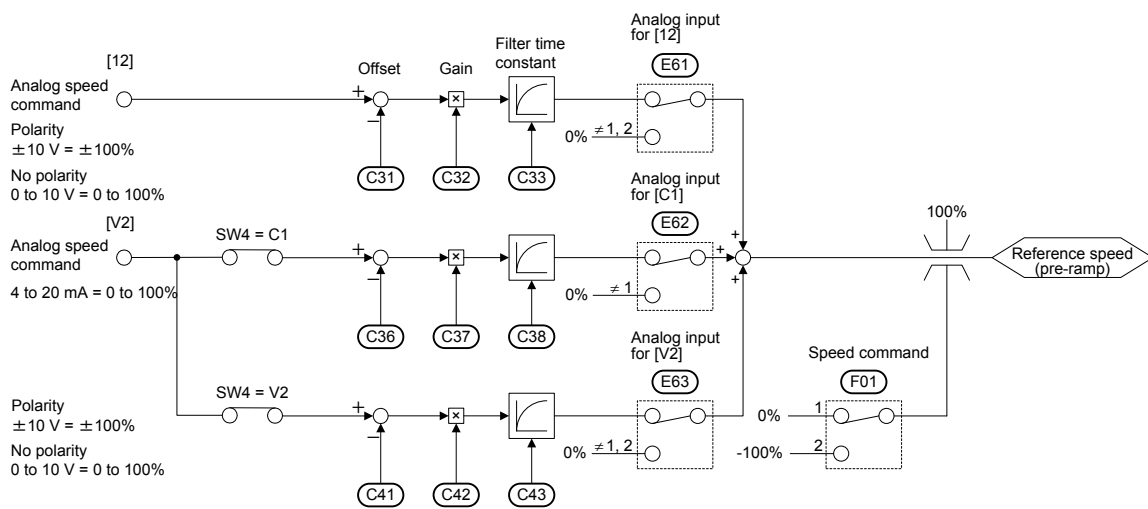 [12]
Analog speed
command
Polarity
±10 V = ±100%
No polarity
0 to 10 V = 0 to 100%
Offset
+
−
C31
Gain
×
C32
Filter time
constant
C33
Analog input
for [12]
E61
0%
≠1, 2
[V2]
Analog speed
command
4 to 20 mA = 0 to 100%
SW4 = C1
+
−
C36
×
C37
C38
Analog input
for [C1]
E62
0%
≠1
+
+
+
100%
Reference speed
(pre-ramp)
Polarity
±10 V = ±100%
No polarity
0 to 10 V = 0 to 100%
SW4 = V2
+
−
C41
×
C42
C43
Analog input
for [V2]
E63
0%
≠1, 2
Speed command
F01
0%
1
-100%
2